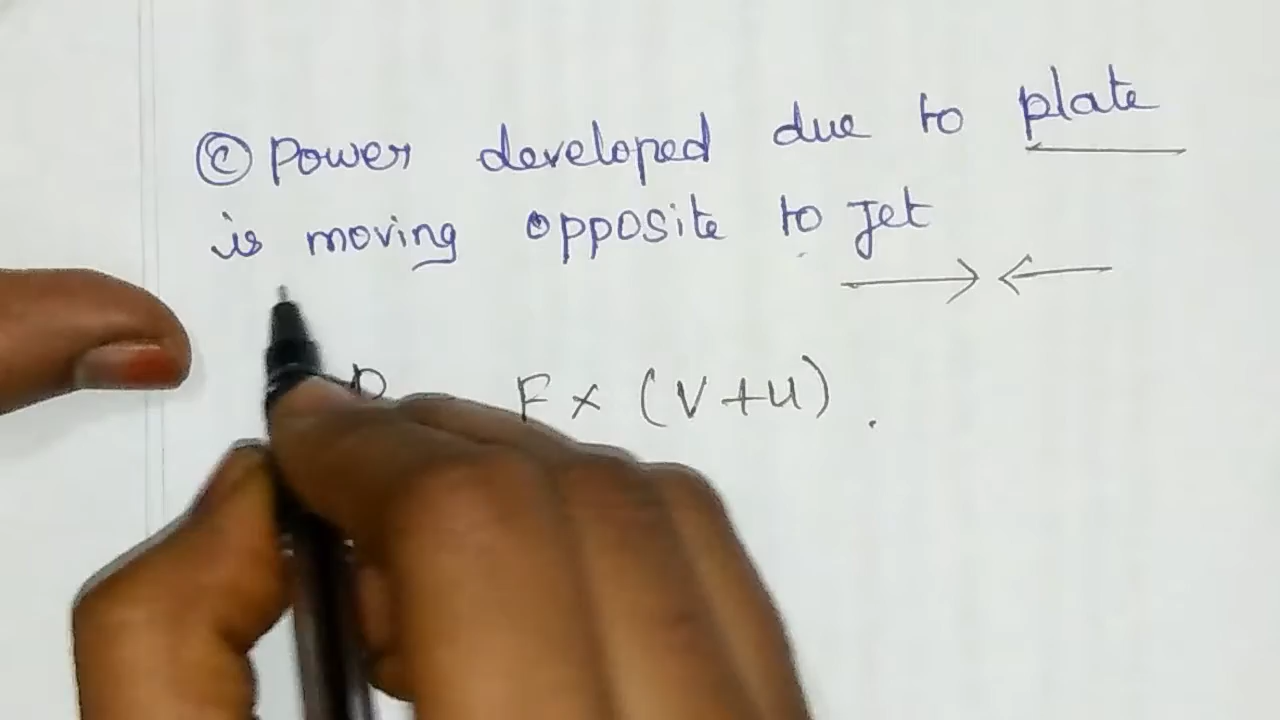 © Power developed due to plate
is moving opposite to Jet
P F × (V+U) .